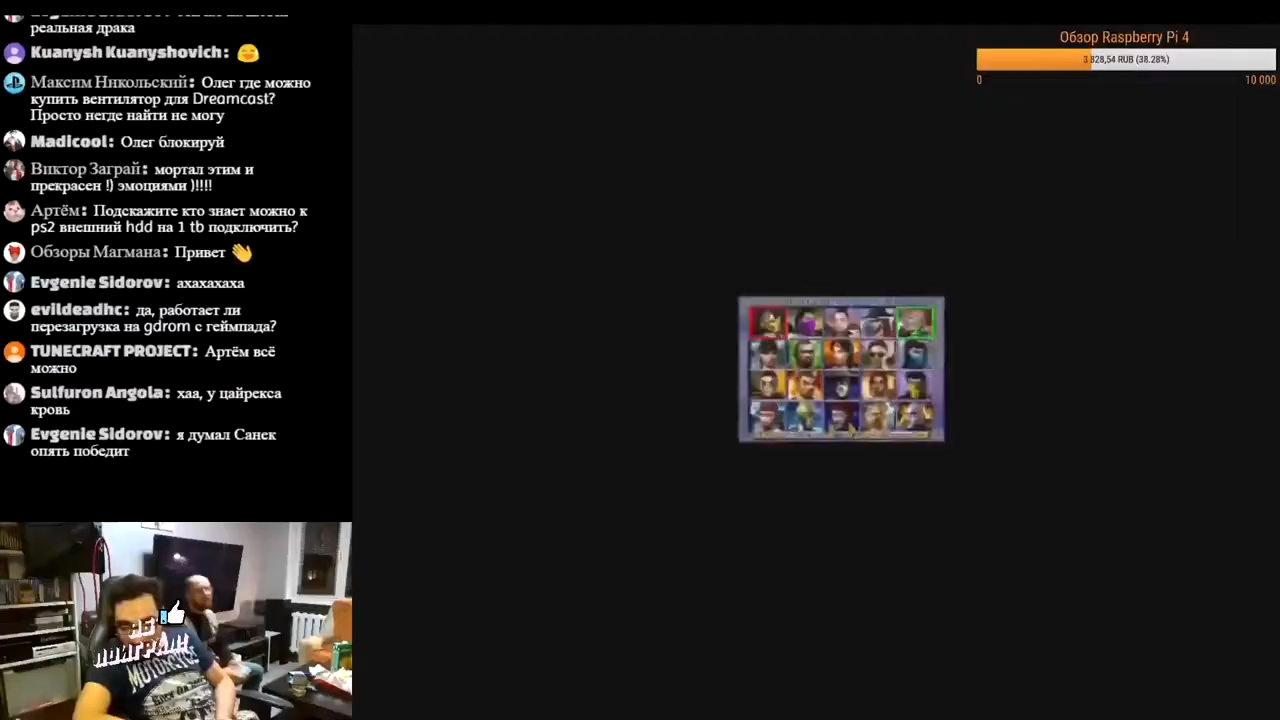 реальная драка
Kuanysh Kuanyshovich:
Максим Никольский: Олег где можно
купить вентилятор для Dreamcast?
Просто негде найти не могу
Madicool: Олег блокируй
Виктор Заграй: мортал этим и
прекрасен !) эмоциями )!!!!
Артём: Подскажите кто знает можно к
ps2 внешний hdd на 1 tb подключить?
Обзоры Магмана: Привет
Evgenie Sidorov: ахахахаха
evildeadhc: да, работает ли
перезагрузка на gdrom с геймпада?
TUNECRAFT PROJECT: Артём всё
можно
Sulfuron Angola: хаа, у цайрекса
кровь
Evgenie Sidorov: я думал Санек
опять победит
Обзор Raspberry Pi 4
3 828,54 RUB (38.28%)
0 10 000
НЕ
ПОИГРАЛ!